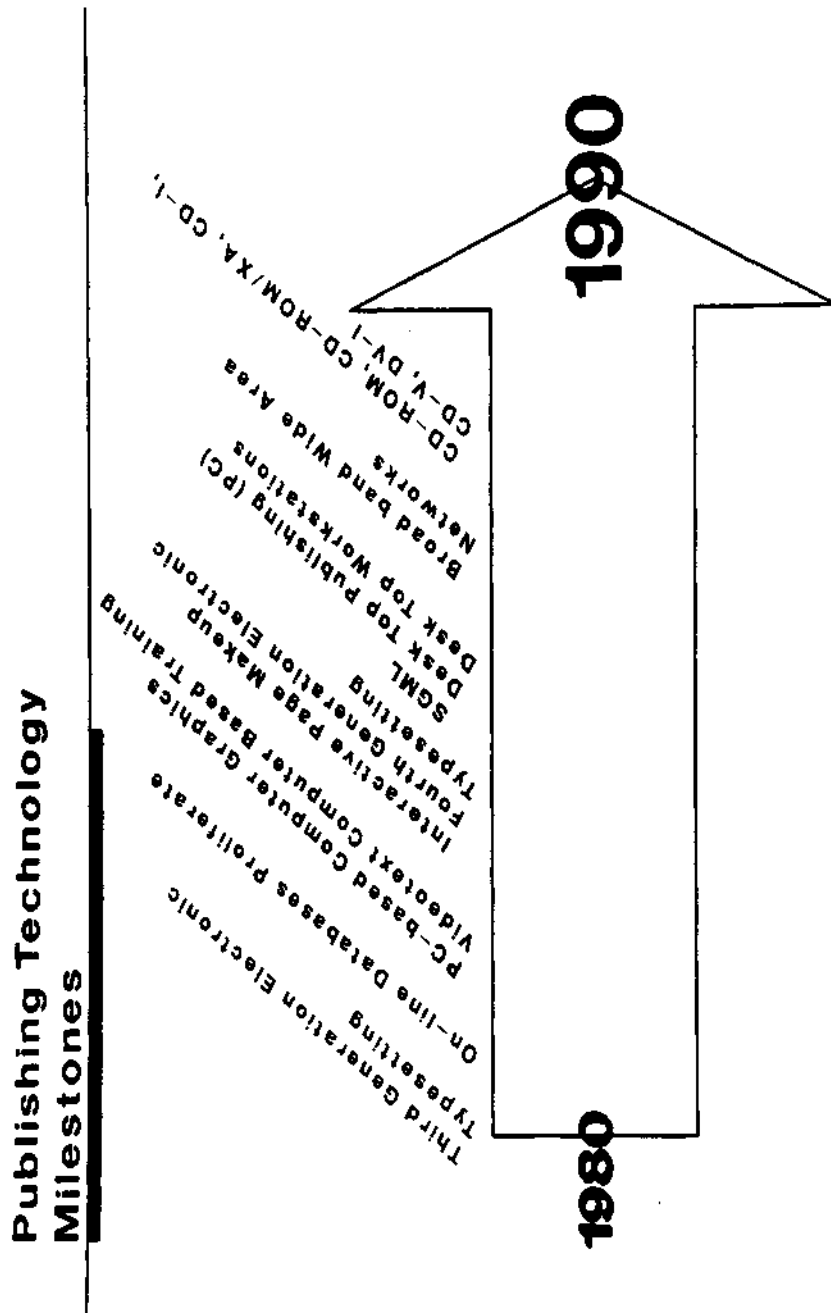 Publishing Technology
Milestones
Third Generation Electronic
Typesetting
On-line Databases Proliferate
PC-based Computer Graphics
Videotext Computer Based Training
Interactive Page Makeup
Fourth Generation Electronic
Typesetting
SGML
Desk Top Publishing (PC)
Desk Top Workstations
Broad band Wide Area
Networks
CD-ROM, CD-ROM/XA, CD-I,
CD-V, DV-I
1980
1990